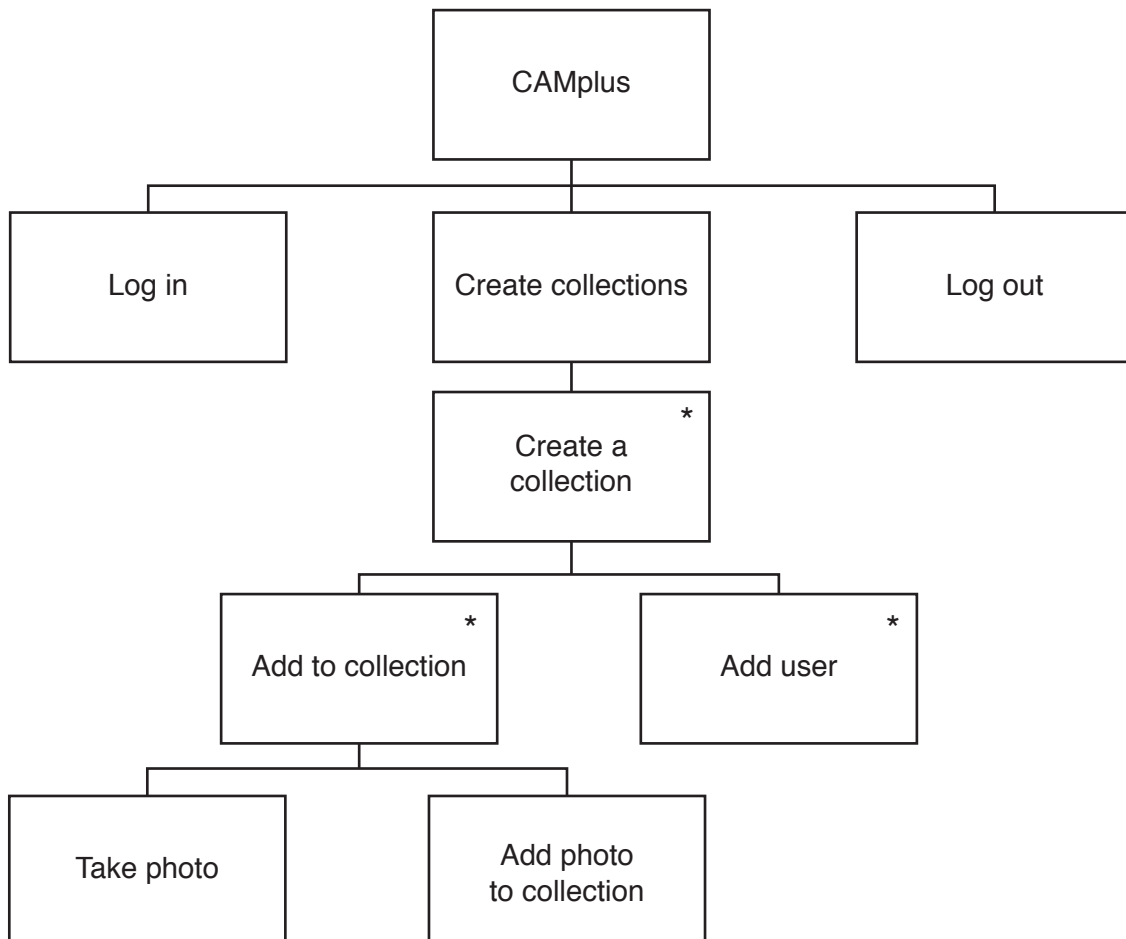 CAMplus
Log in
Create collections
Log out
*
Create a
collection
*
Add to collection
*
Add user
Take photo
Add photo
to collection